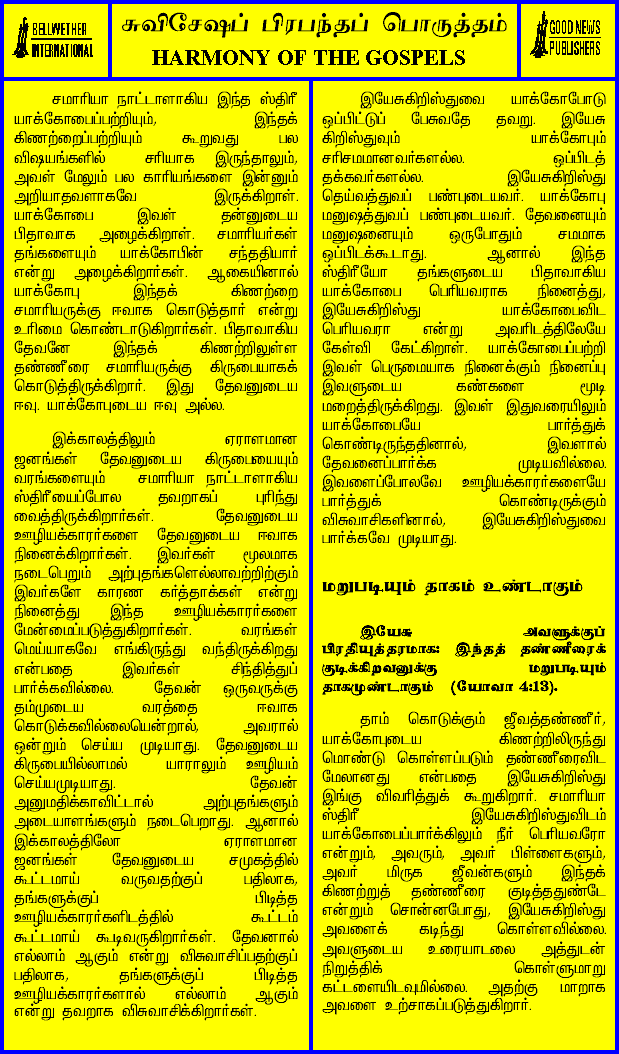 BELLWETHER
INTERNATIONAL
சுவிசேஷப் பிரபந்தப் பொருத்தம்
HARMONY OF THE GOSPELS
GOOD NEWS
PUBLISHERS
சமாரியா நாட்டாளாகிய இந்த ஸ்திரீ
யாக்கோபைப்பற்றியும், இந்தக்
கிணற்றைப்பற்றியும் கூறுவது பல
விஷயங்களில் சரியாக இருந்தாலும்,
அவள் மேலும் பல காரியங்களை இன்னும்
அறியாதவளாகவே இருக்கிறாள்.
யாக்கோபை இவள் தன்னுடைய
பிதாவாக அழைக்கிறாள். சமாரியர்கள்
தங்களையும் யாக்கோபின் சந்ததியார்
என்று அழைக்கிறார்கள். ஆகையினால்
யாக்கோபு இந்தக் கிணற்றை
சமாரியருக்கு ஈவாக கொடுத்தார் என்று
உரிமை கொண்டாடுகிறார்கள். பிதாவாகிய
தேவனே இந்தக் கிணற்றிலுள்ள
தண்ணீரை சமாரியருக்கு கிருபையாகக்
கொடுத்திருக்கிறார். இது தேவனுடைய
ஈவு. யாக்கோபுடைய ஈவு அல்ல.
இக்காலத்திலும் ஏராளமான
ஜனங்கள் தேவனுடைய கிருபையையும்
வரங்களையும் சமாரியா நாட்டாளாகிய
ஸ்திரீயைப்போல தவறாகப் புரிந்து
வைத்திருக்கிறார்கள். தேவனுடைய
ஊழியக்காரர்களை தேவனுடைய ஈவாக
நினைக்கிறார்கள். இவர்கள் மூலமாக
நடைபெறும் அற்புதங்களெல்லாவற்றிற்கும்
இவர்களே காரண கர்த்தாக்கள் என்று
நினைத்து இந்த ஊழியக்காரர்களை
மேன்மைப்படுத்துகிறார்கள். வரங்கள்
மெய்யாகவே எங்கிருந்து வந்திருக்கிறது
என்பதை இவர்கள் சிந்தித்துப்
பார்க்கவில்லை. தேவன் ஒருவருக்கு
தம்முடைய வரத்தை ஈவாக
கொடுக்கவில்லையென்றால், அவரால்
ஒன்றும் செய்ய முடியாது. தேவனுடைய
கிருபையில்லாமல் யாராலும் ஊழியம்
செய்யமுடியாது. தேவன்
அனுமதிக்காவிட்டால் அற்புதங்களும்
அடையாளங்களும் நடைபெறாது. ஆனால்
இக்காலத்திலோ ஏராளமான
ஜனங்கள் தேவனுடைய சமுகத்தில்
கூட்டமாய் வருவதற்குப் பதிலாக,
தங்களுக்குப் பிடித்த
ஊழியக்காரர்களிடத்தில் கூட்டம்
கூட்டமாய் கூடிவருகிறார்கள். தேவனால்
எல்லாம் ஆகும் என்று விசுவாசிப்பதற்குப்
பதிலாக, தங்களுக்குப் பிடித்த
ஊழியக்காரர்களால் எல்லாம் ஆகும்
என்று தவறாக விசுவாசிக்கிறார்கள்.
இயேசுகிறிஸ்துவை யாக்கோபோடு
ஒப்பிட்டுப் பேசுவதே தவறு. இயேசு
கிறிஸ்துவும் யாக்கோபும்
சரிசமமானவர்களல்ல. ஒப்பிடத்
தக்கவர்களல்ல. இயேசுகிறிஸ்து
தெய்வத்துவப் பண்புடையவர். யாக்கோபு
மனுஷத்துவப் பண்புடையவர். தேவனையும்
மனுஷனையும் ஒருபோதும் சமமாக
ஒப்பிடக்கூடாது. ஆனால் இந்த
ஸ்திரீயோ தங்களுடைய பிதாவாகிய
யாக்கோபை பெரியவராக நினைத்து,
இயேசுகிறிஸ்து யாக்கோபைவிட
பெரியவரா என்று அவரிடத்திலேயே
கேள்வி கேட்கிறாள். யாக்கோபைப்பற்றி
இவள் பெருமையாக நினைக்கும் நினைப்பு
இவளுடைய கண்களை மூடி
மறைத்திருக்கிறது. இவள் இதுவரையிலும்
யாக்கோபையே பார்த்துக்
கொண்டிருந்ததினால், இவளால்
தேவனைப்பார்க்க முடியவில்லை.
இவளைப்போலவே ஊழியக்காரர்களையே
பார்த்துக் கொண்டிருக்கும்
விசுவாசிகளினால், இயேசுகிறிஸ்துவை
பார்க்கவே முடியாது.
மறுபடியும் தாகம் உண்டாகும்
இயேசு அவளுக்குப்
பிரதியுத்தரமாக: இந்தத் தண்ணீரைக்
குடிக்கிறவனுக்கு மறுபடியும்
தாகமுண்டாகும் (யோவா 4:13).
தாம் கொடுக்கும் ஜீவத்தண்ணீர்,
யாக்கோபுடைய கிணற்றிலிருந்து
மொண்டு கொள்ளப்படும் தண்ணீரைவிட
மேலானது என்பதை இயேசுகிறிஸ்து
இங்கு விவரித்துக் கூறுகிறார். சமாரியா
ஸ்திரீ இயேசுகிறிஸ்துவிடம்
யாக்கோபைப்பார்க்கிலும் நீர் பெரியவரோ
என்றும், அவரும், அவர் பிள்ளைகளும்,
அவர் மிருக ஜீவன்களும் இந்தக்
கிணற்றுத் தண்ணீரை குடித்ததுண்டே
என்றும் சொன்னபோது, இயேசுகிறிஸ்து
அவளைக் கடிந்து கொள்ளவில்லை.
அவளுடைய உரையாடலை அத்துடன்
நிறுத்திக் கொள்ளுமாறு
கட்டளையிடவுமில்லை. அதற்கு மாறாக
அவளை உற்சாகப்படுத்துகிறார்.